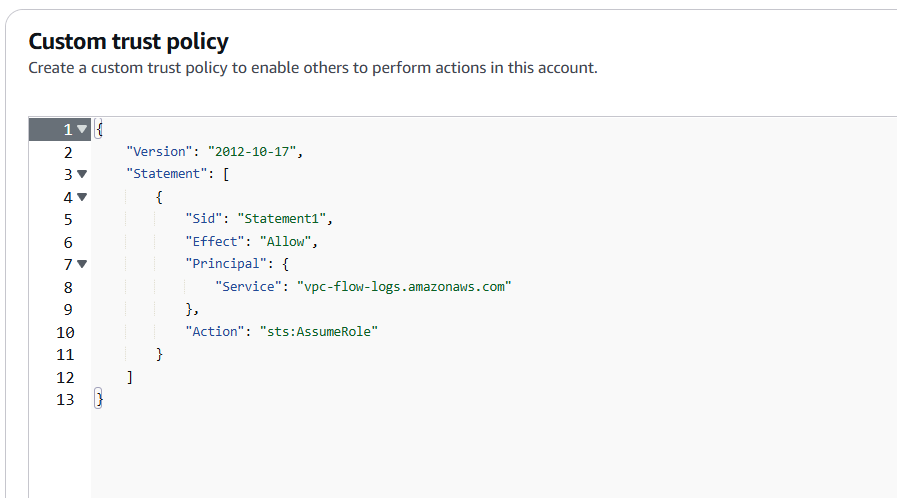 Custom trust policy
Create a custom trust policy to enable others to perform actions in this account.
1 {
2 "Version": "2012-10-17",
3 "Statement": [
4 {
5 "Sid": "Statement1",
6 "Effect": "Allow",
7 "Principal": {
8 "Service": "vpc-flow-logs.amazonaws.com"
9 },
10 "Action": "sts:AssumeRole"
11 }
12 ]
13 }